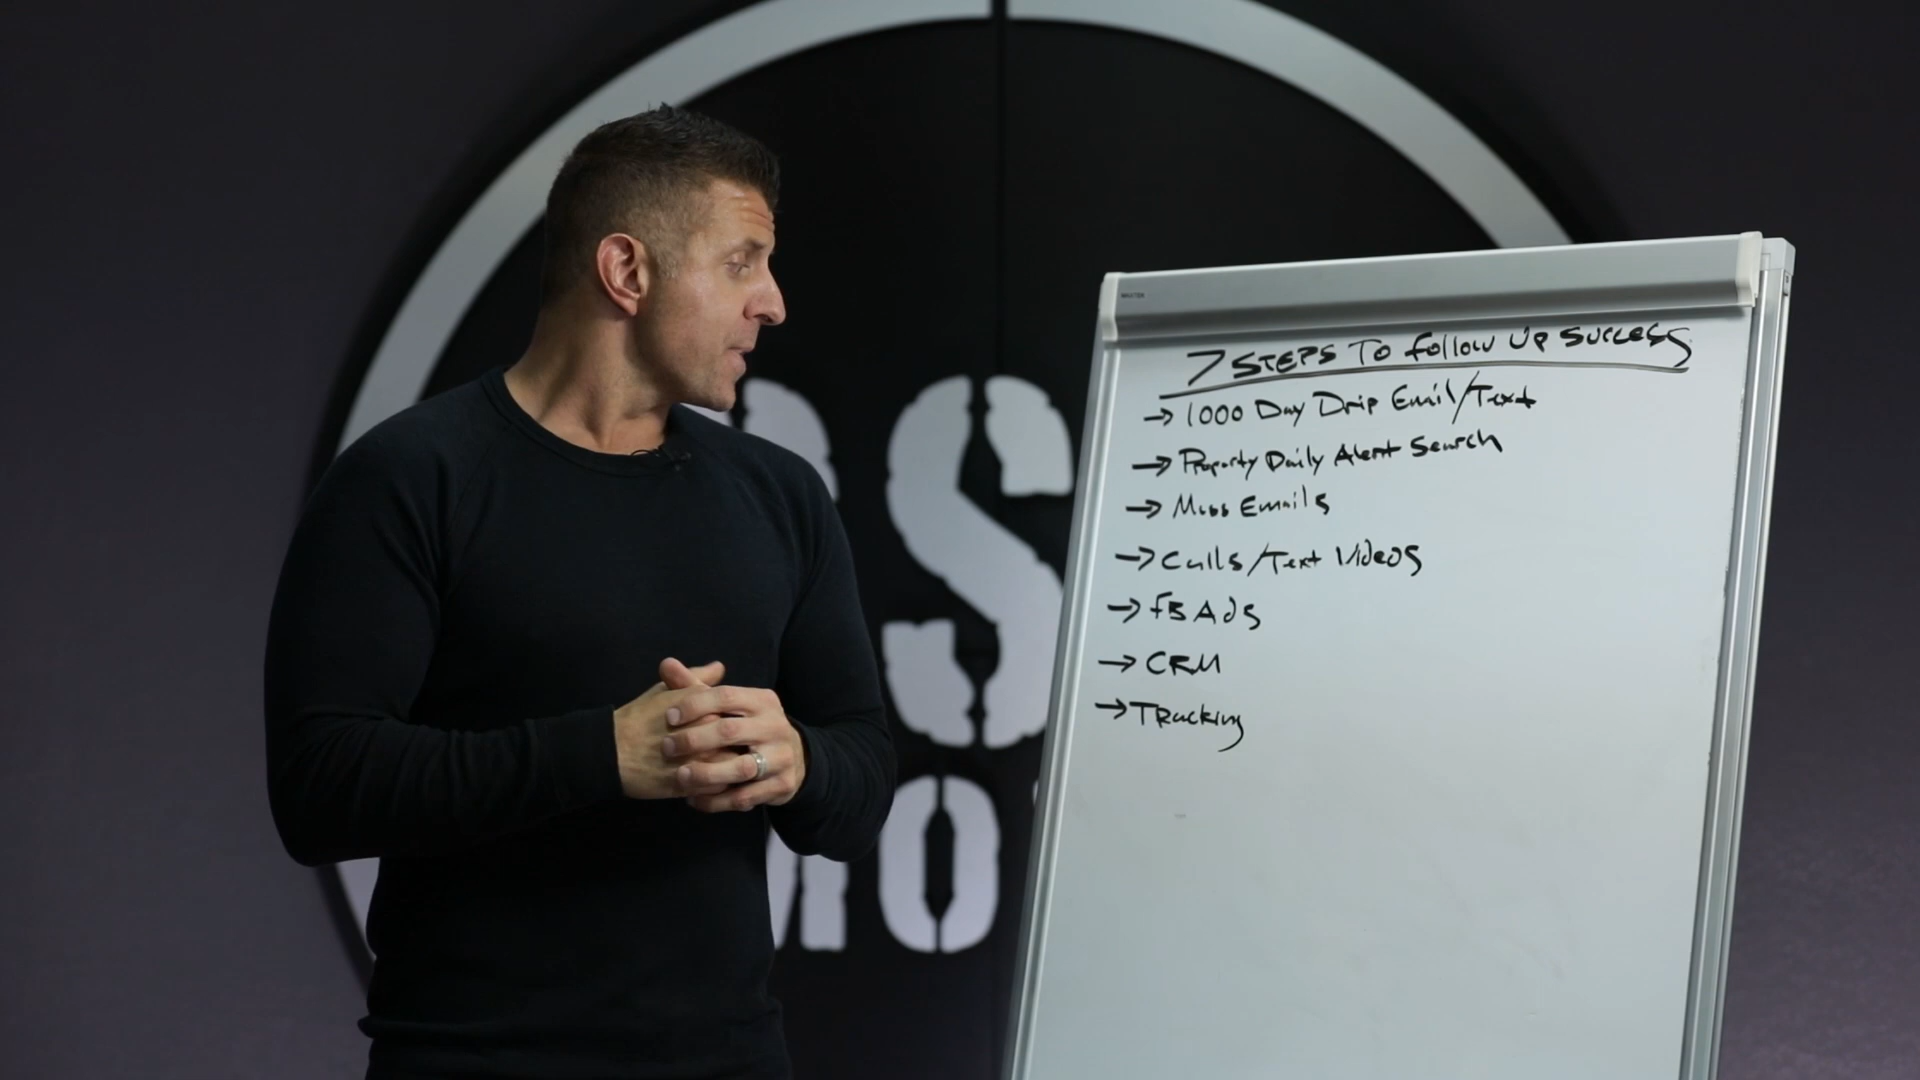 7 STEPS TO Follow Up Success
→ 1000 Day Drip Email/Text
→ Property Daily Alert Search
→ Mass Emails
→ Calls/Text Videos
→ FB Ads
→ CRM
→ Tracking